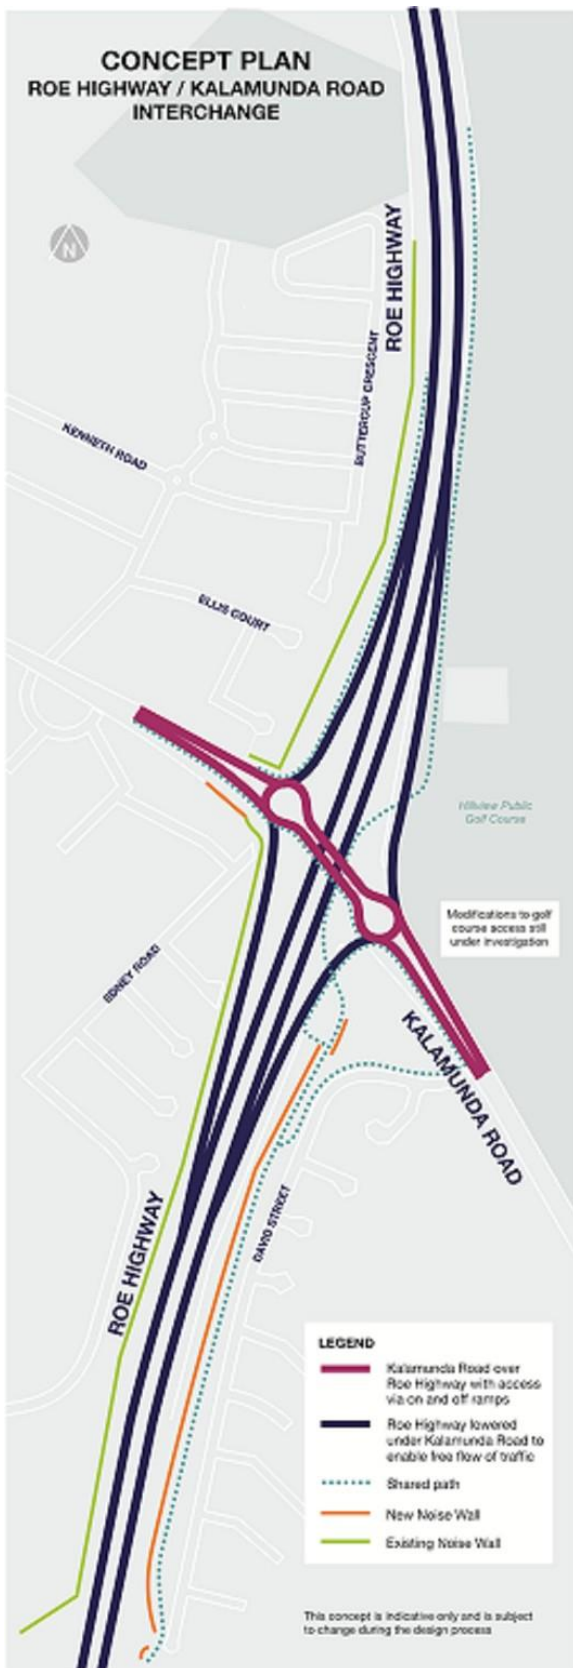 CONCEPT PLAN
ROE HIGHWAY / KALAMUNDA ROAD
INTERCHANGE
N
ROE HIGHWAY
BUTTERCUP CRESCENT
KENNETH ROAD
ELLIS COURT
Hillview Public
Golf Course
Modifications to golf
course access still
under investigation
EDNEY ROAD
KALAMUNDA ROAD
DAVID STREET
ROE HIGHWAY
LEGEND
Kalamunda Road over
Roe Highway with access
via on and off ramps
Roe Highway lowered
under Kalamunda Road to
enable free flow of traffic
Shared path
New Noise Wall
Existing Noise Wall
This concept is indicative only and is subject
to change during the design process